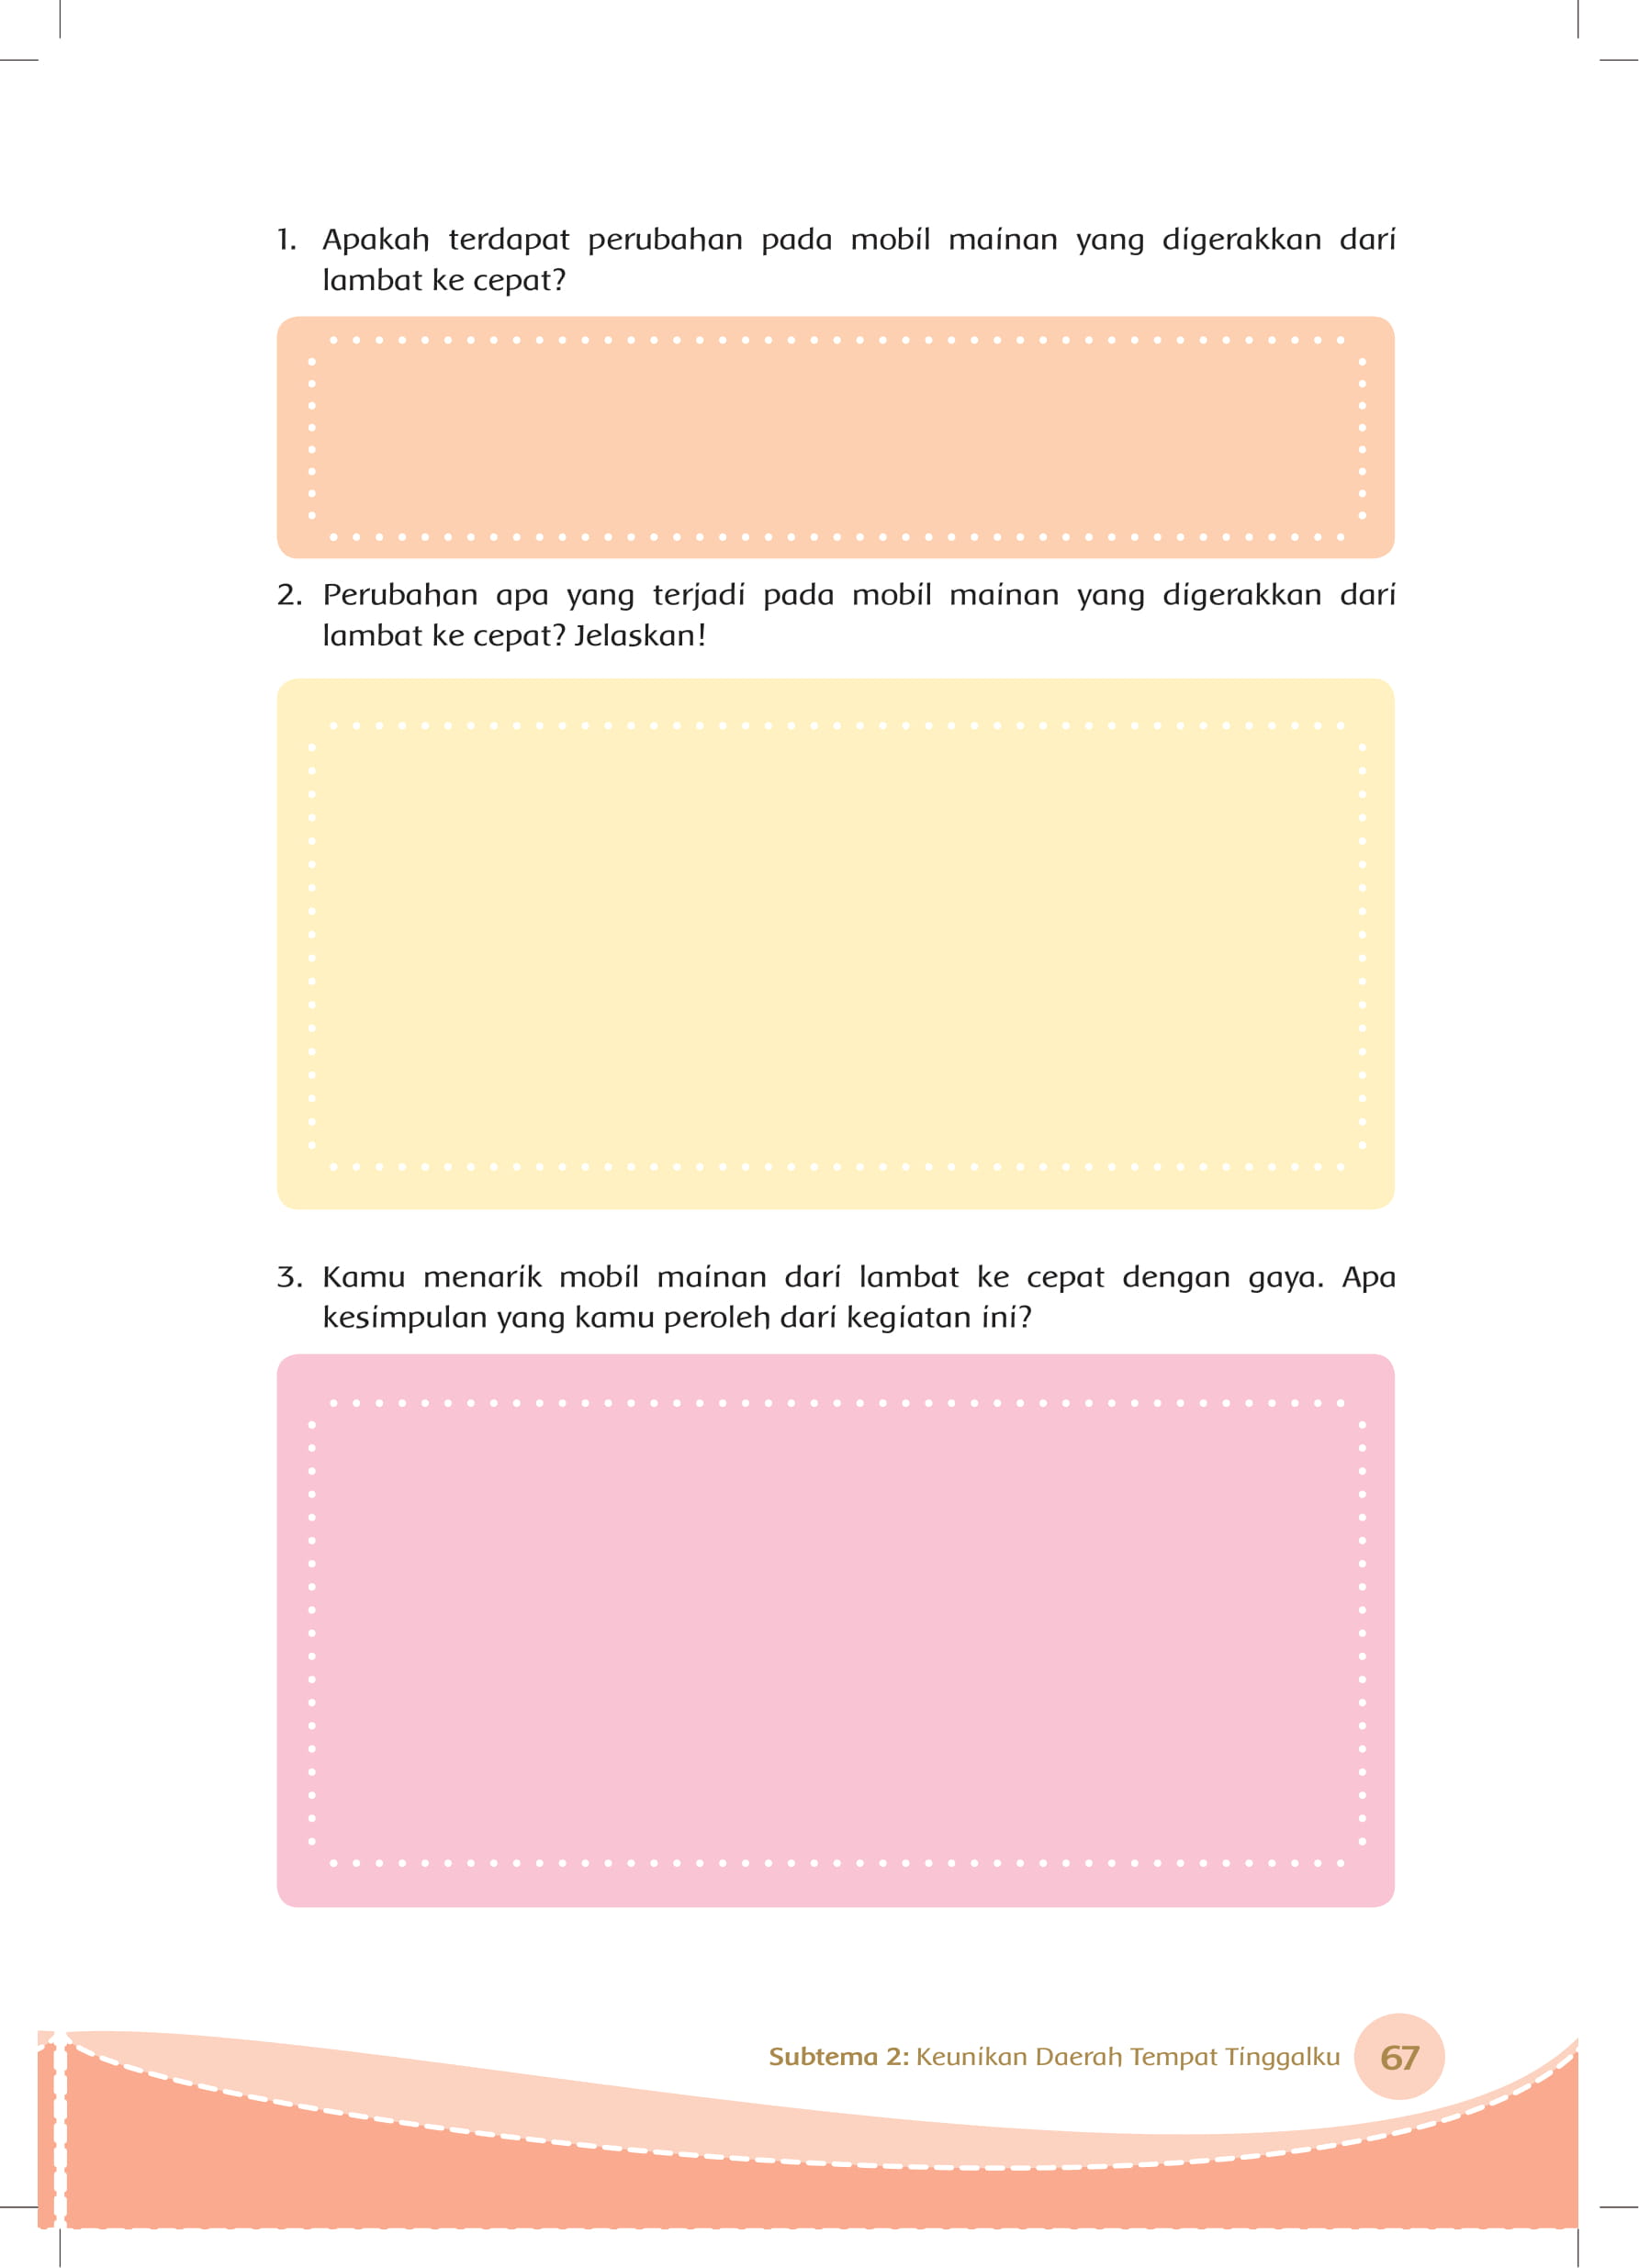 1. Apakah terdapat perubahan pada mobil mainan yang digerakkan dari
lambat ke cepat?
2. Perubahan apa yang terjadi pada mobil mainan yang digerakkan dari
lambat ke cepat? Jelaskan!
3. Kamu menarik mobil mainan dari lambat ke cepat dengan gaya. Apa
kesimpulan yang kamu peroleh dari kegiatan ini?
Subtema 2: Keunikan Daerah Tempat Tinggalku 67